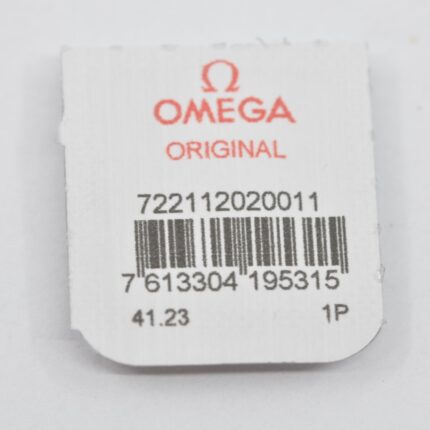 Ω
OMEGA
ORIGINAL
722112020011
7 613304 195315
41.23 1P